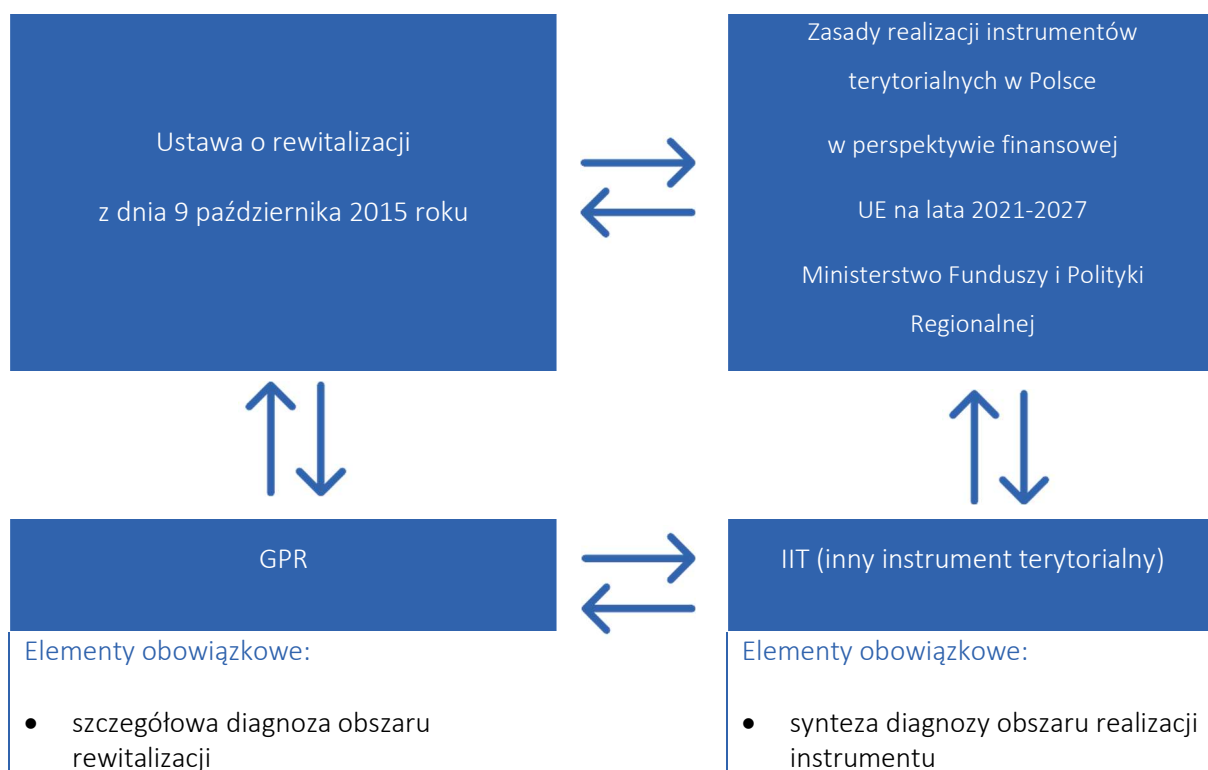 Ustawa o rewitalizacji
z dnia 9 października 2015 roku
Zasady realizacji instrumentów
terytorialnych w Polsce
w perspektywie finansowej
UE na lata 2021-2027
Ministerstwo Funduszy i Polityki
Regionalnej
GPR
IIT (inny instrument terytorialny)
Elementy obowiązkowe:
• szczegółowa diagnoza obszaru
rewitalizacji
Elementy obowiązkowe:
• synteza diagnozy obszaru realizacji
instrumentu